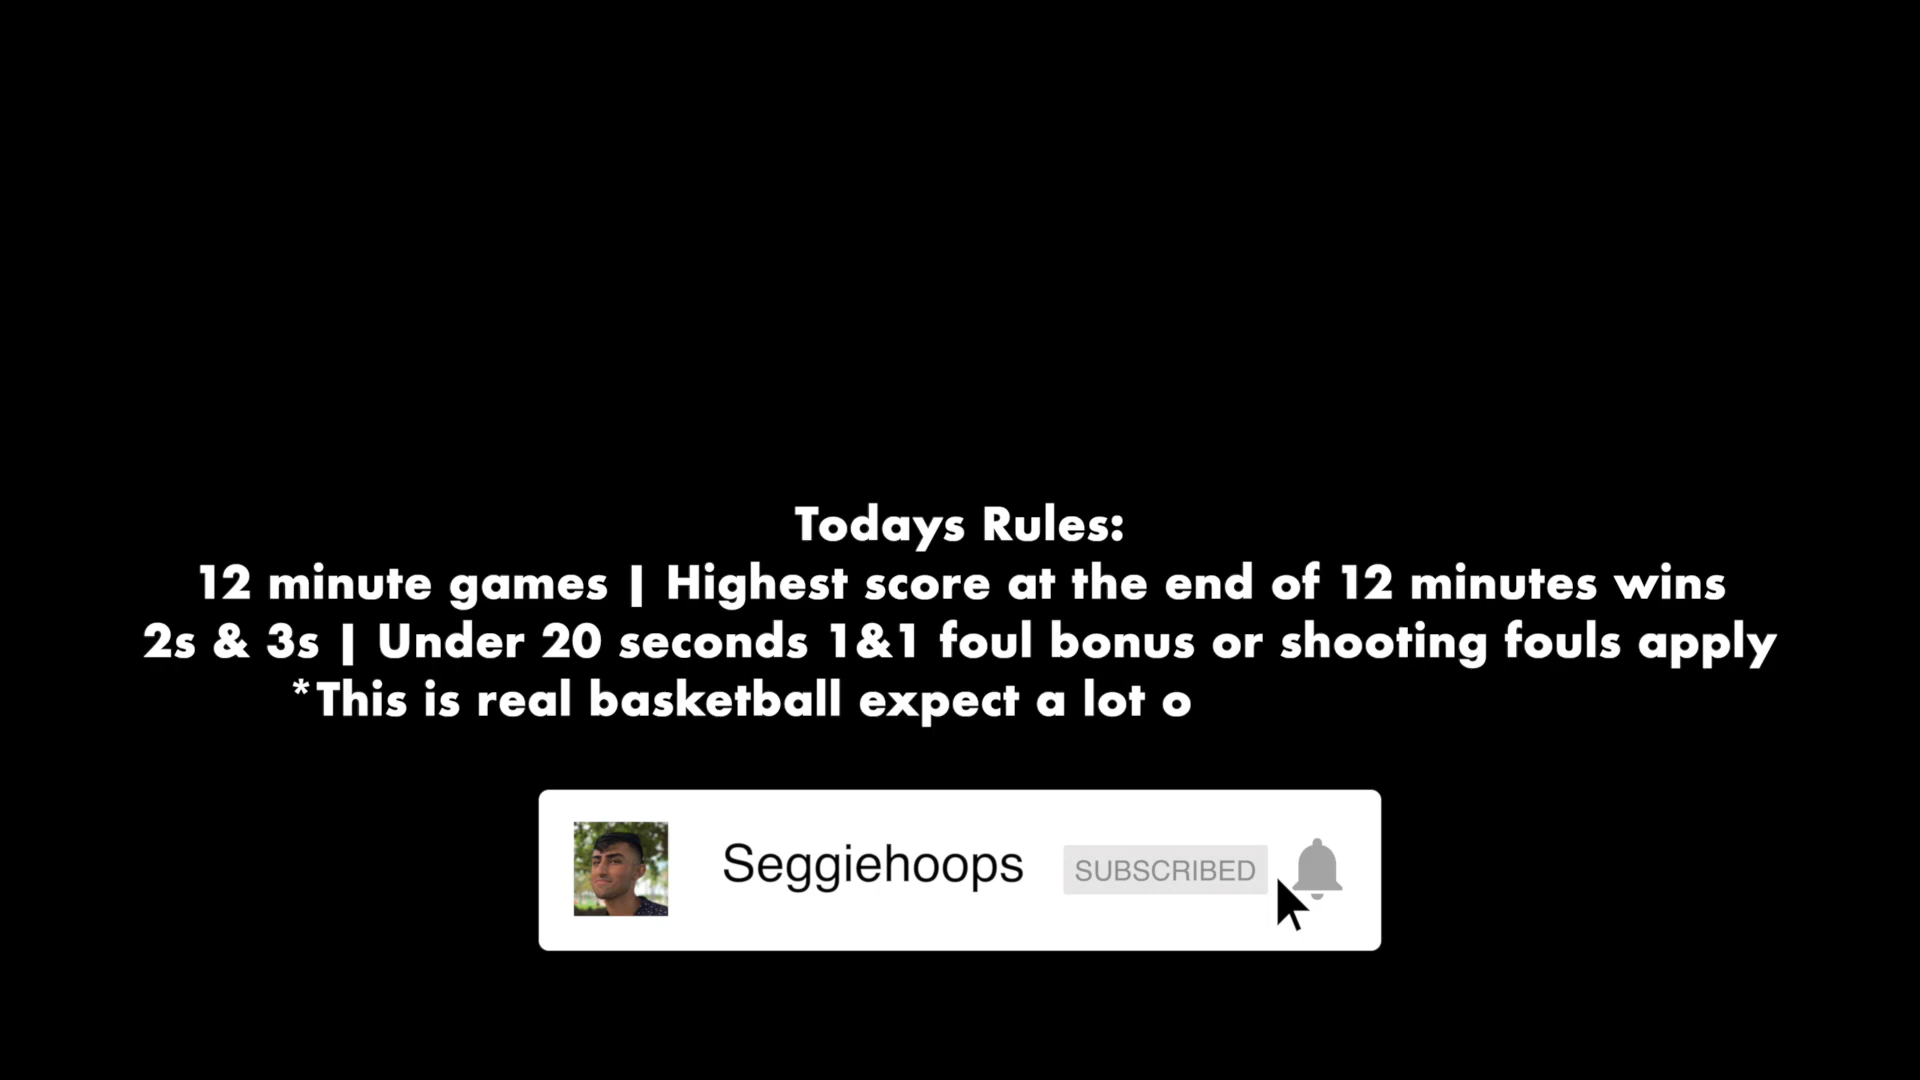 Todays Rules:
12 minute games | Highest score at the end of 12 minutes wins
2s & 3s | Under 20 seconds 1&1 foul bonus or shooting fouls apply
*This is real basketball expect a lot o
Seggiehoops
SUBSCRIBED